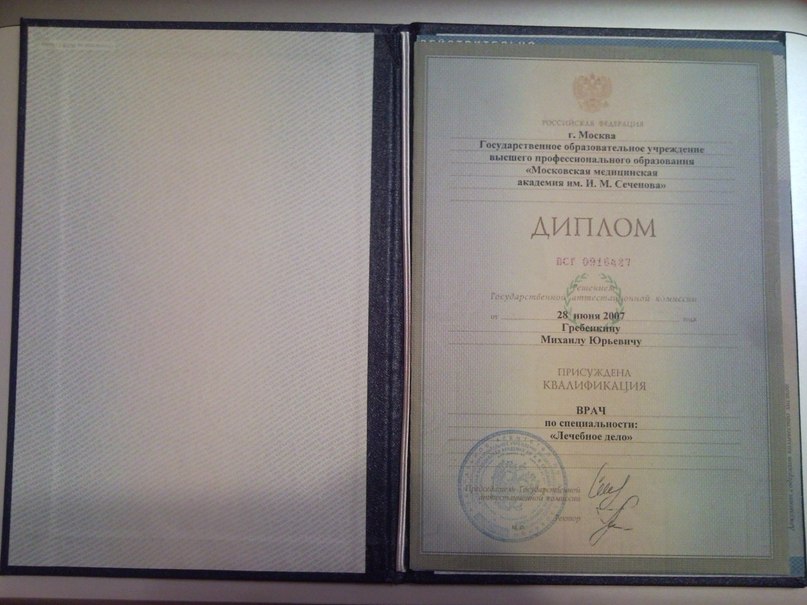 РОССИЙСКАЯ ФЕДЕРАЦИЯ
г. Москва
Государственное образовательное учреждение
высшего профессионального образования
«Московская медицинская
академия им. И. М. Сеченова»
ДИПЛОМ
ВСГ 0916427
Решением
Государственной аттестационной комиссии
от 28 июня 2007 года
Гребенкину
Михаилу Юрьевичу
ПРИСУЖДЕНА
КВАЛИФИКАЦИЯ
ВРАЧ
по специальности:
«Лечебное дело»
Председатель Государственной
аттестационной комиссии
Ректор
М.П.